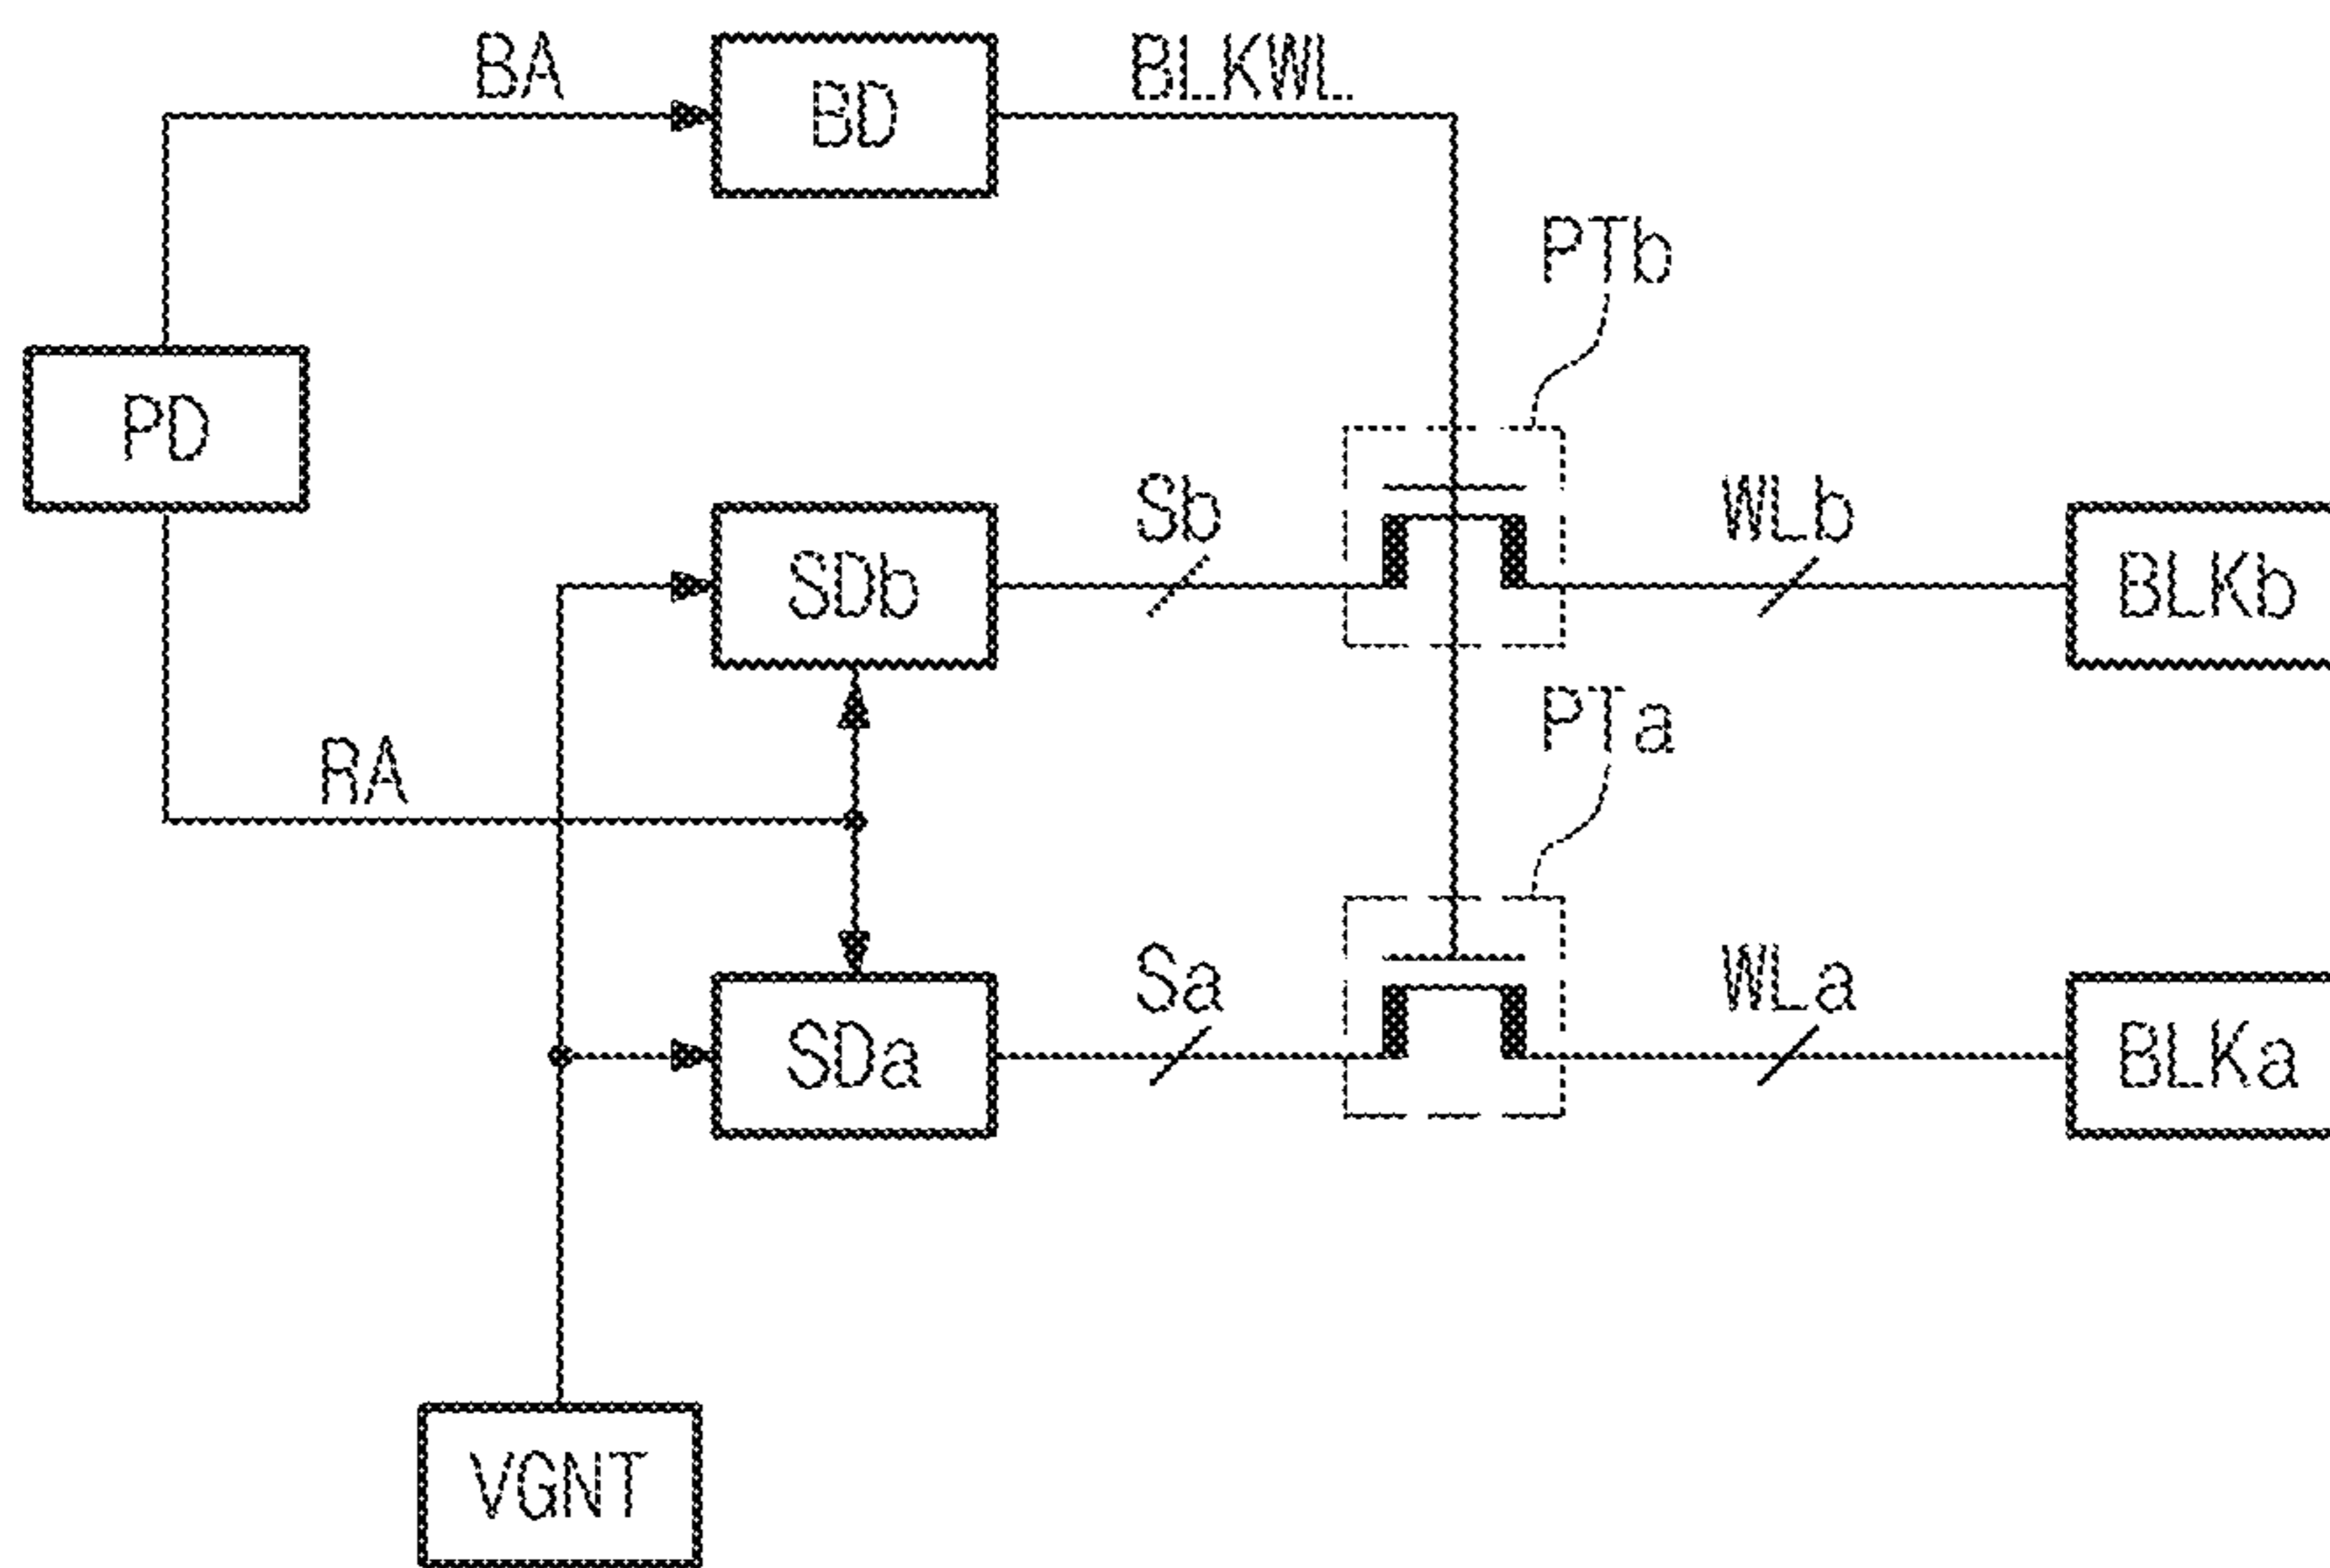 BA
BD
BLKWL
PTb
PD
SDb
Sb
WLb
BLKb
PTa
RA
SDa
Sa
WLa
BLKa
VGNT